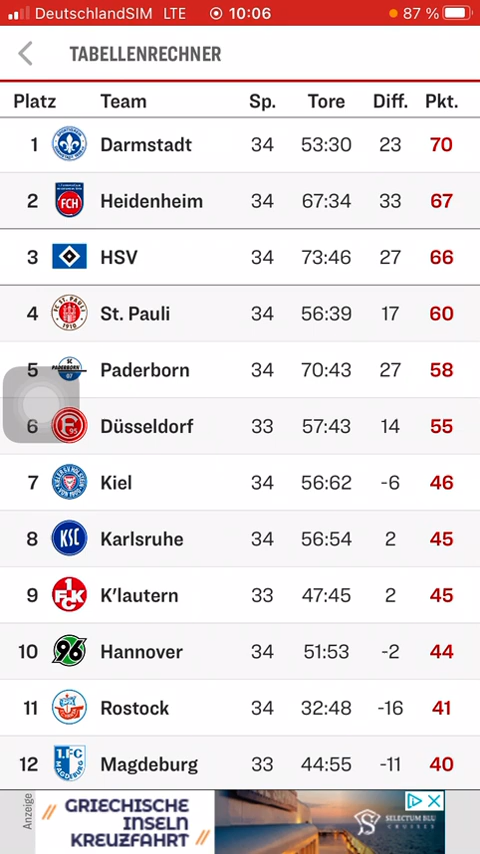 DeutschlandSIM LTE 10:06 87 %
TABELLENRECHNER
Platz Team Sp. Tore Diff. Pkt.
1 Darmstadt 34 53:30 23 70
2 Heidenheim 34 67:34 33 67
3 HSV 34 73:46 27 66
4 St. Pauli 34 56:39 17 60
5 Paderborn 34 70:43 27 58
6 Düsseldorf 33 57:43 14 55
7 Kiel 34 56:62 -6 46
8 Karlsruhe 34 56:54 2 45
9 K'lautern 33 47:45 2 45
10 Hannover 34 51:53 -2 44
11 Rostock 34 32:48 -16 41
12 Magdeburg 33 44:55 -11 40
Anzeige
GRIECHISCHE
INSELN
KREUZFAHRT
SELECTUM BLU
CRUISES